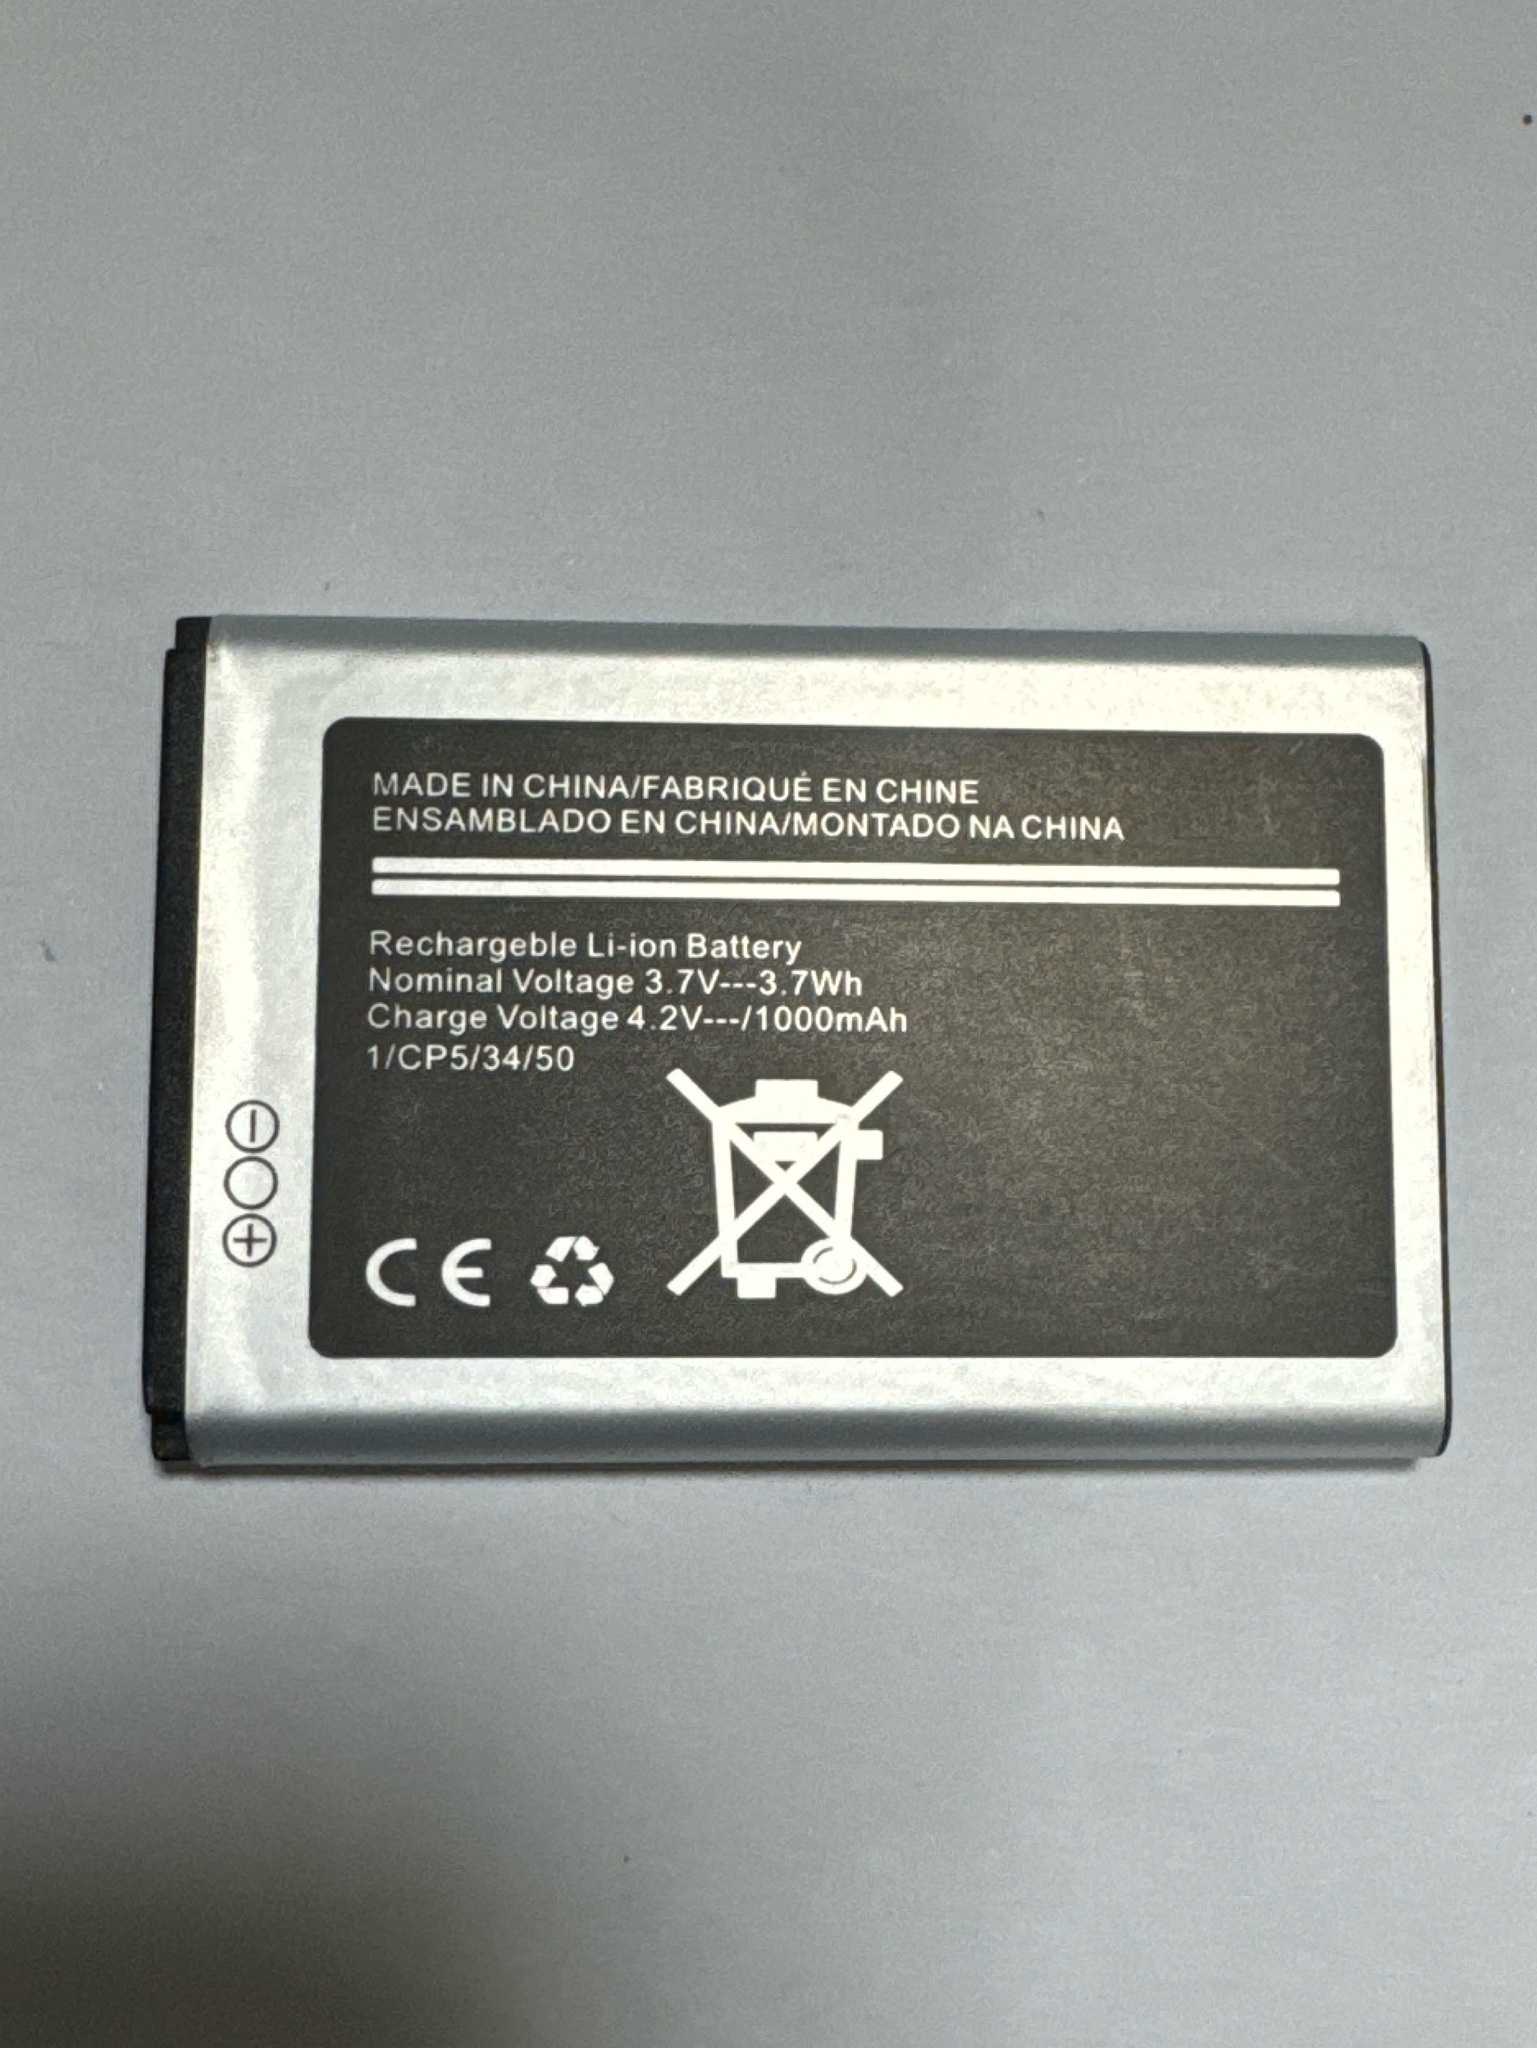 MADE IN CHINA/FABRIQUÉ EN CHINE
ENSAMBLADO EN CHINA/MONTADO NA CHINA
Rechargeble Li-ion Battery
Nominal Voltage 3.7V---3.7Wh
Charge Voltage 4.2V---/1000mAh
1/CP5/34/50
CE